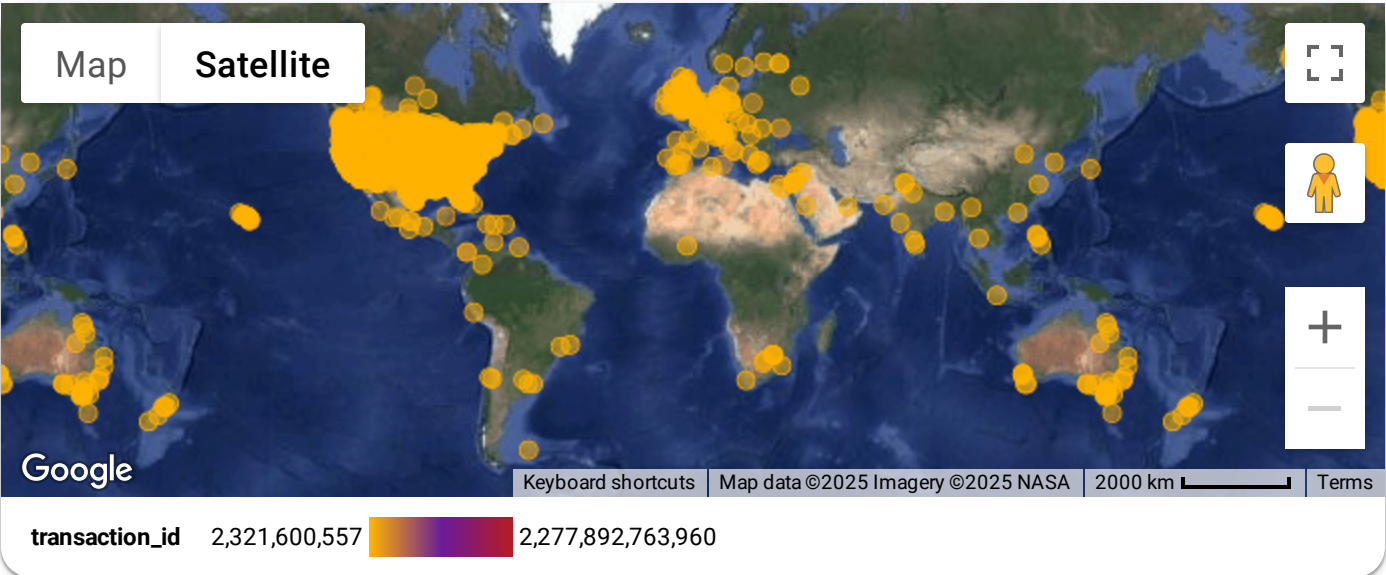 Map
Satellite
Google
Keyboard shortcuts
Map data ©2025 Imagery ©2025 NASA
2000 km
Terms
transaction_id 2,321,600,557 2,277,892,763,960